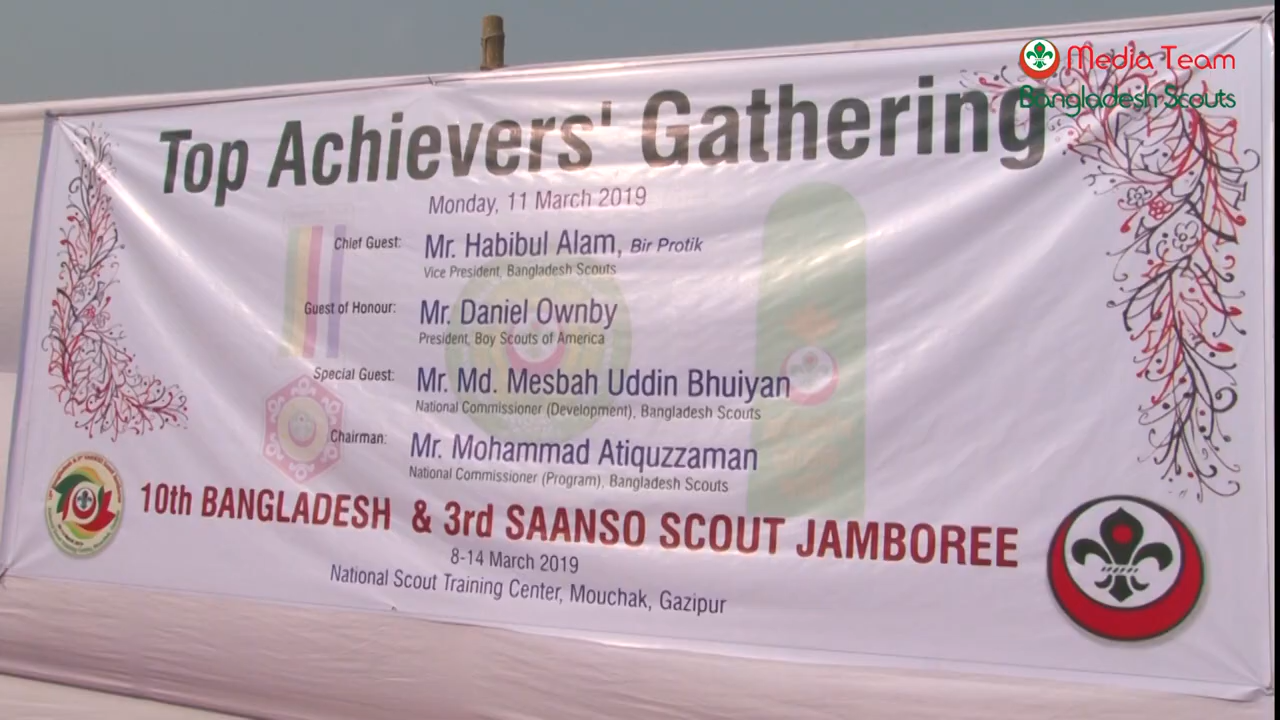 Media Team
Bangladesh Scouts
Top Achievers' Gathering
Monday, 11 March 2019
Chief Guest: Mr. Habibul Alam, Bir Protik
Vice President, Bangladesh Scouts
Guest of Honour: Mr. Daniel Ownby
President, Boy Scouts of America
Special Guest: Mr. Md. Mesbah Uddin Bhuiyan
National Commissioner (Development), Bangladesh Scouts
Chairman: Mr. Mohammad Atiquzzaman
National Commissioner (Program), Bangladesh Scouts
10th BANGLADESH & 3rd SAANSO SCOUT JAMBOREE
8-14 March 2019
National Scout Training Center, Mouchak, Gazipur